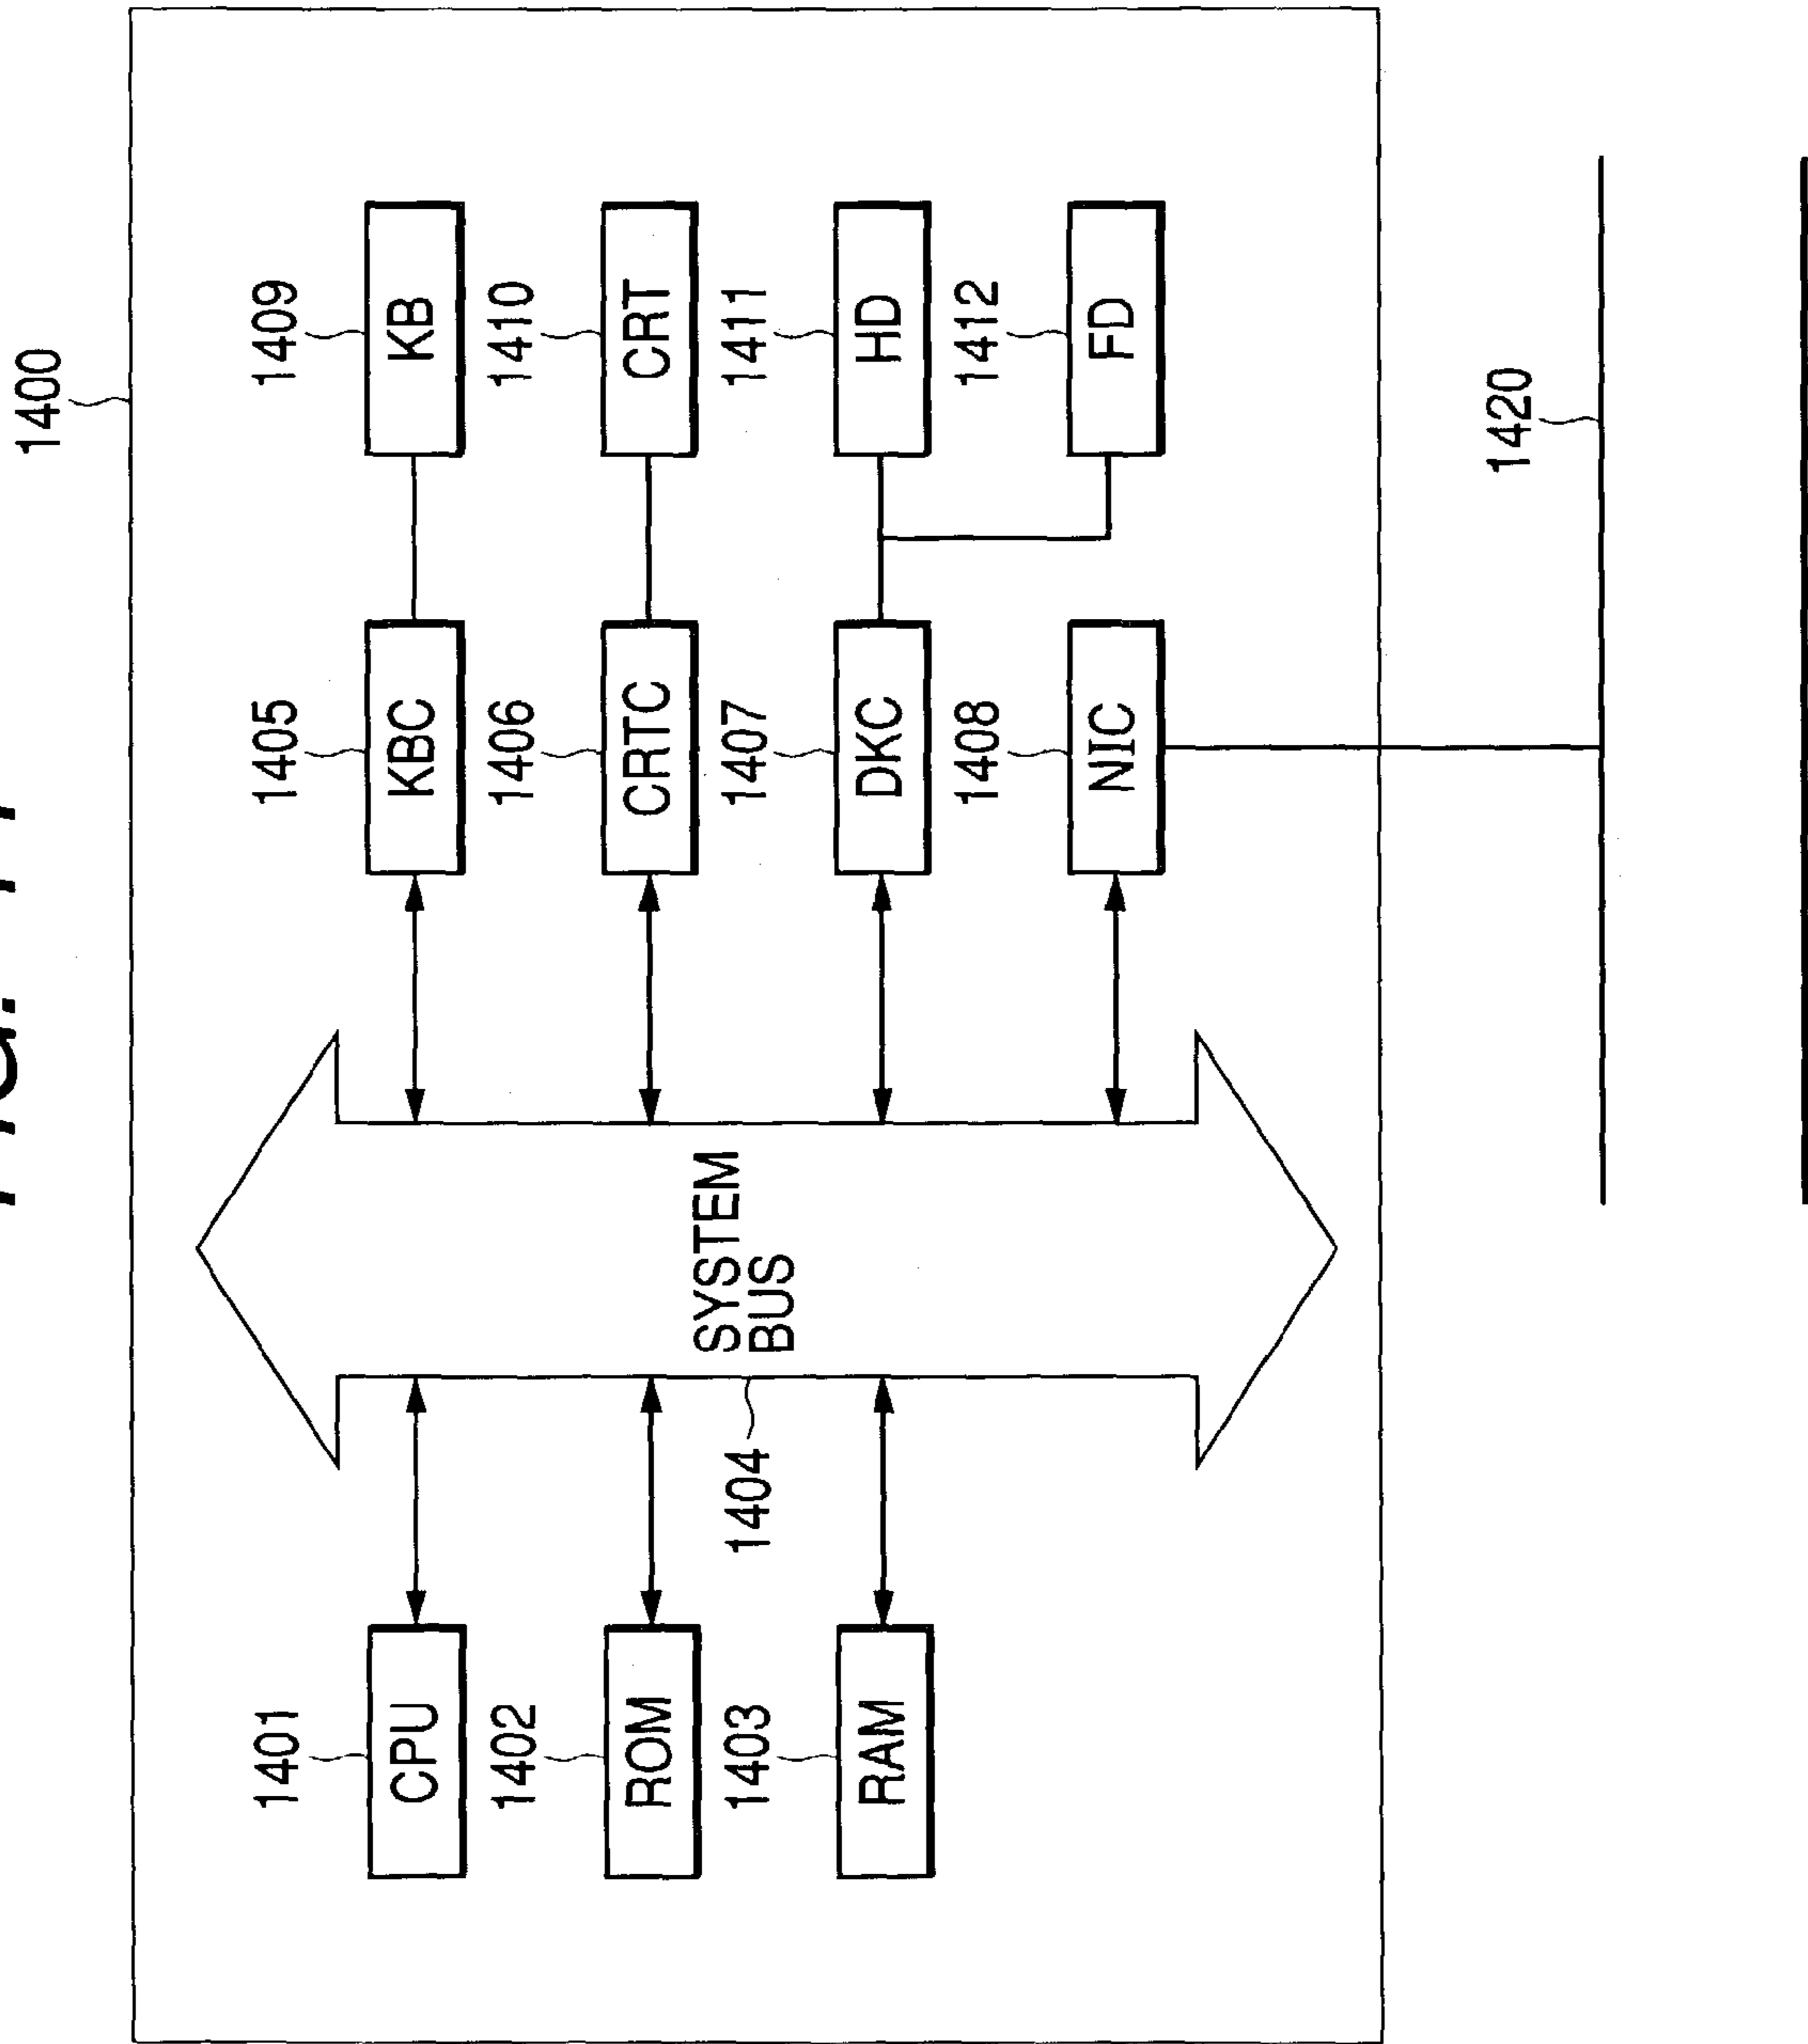 1400
1401
CPU
1402
ROM
1403
RAM
1404
SYSTEM
BUS
1405
KBC
1406
CRTC
1407
DKC
1408
NIC
1409
KB
1410
CRT
1411
HD
1412
FD
1420